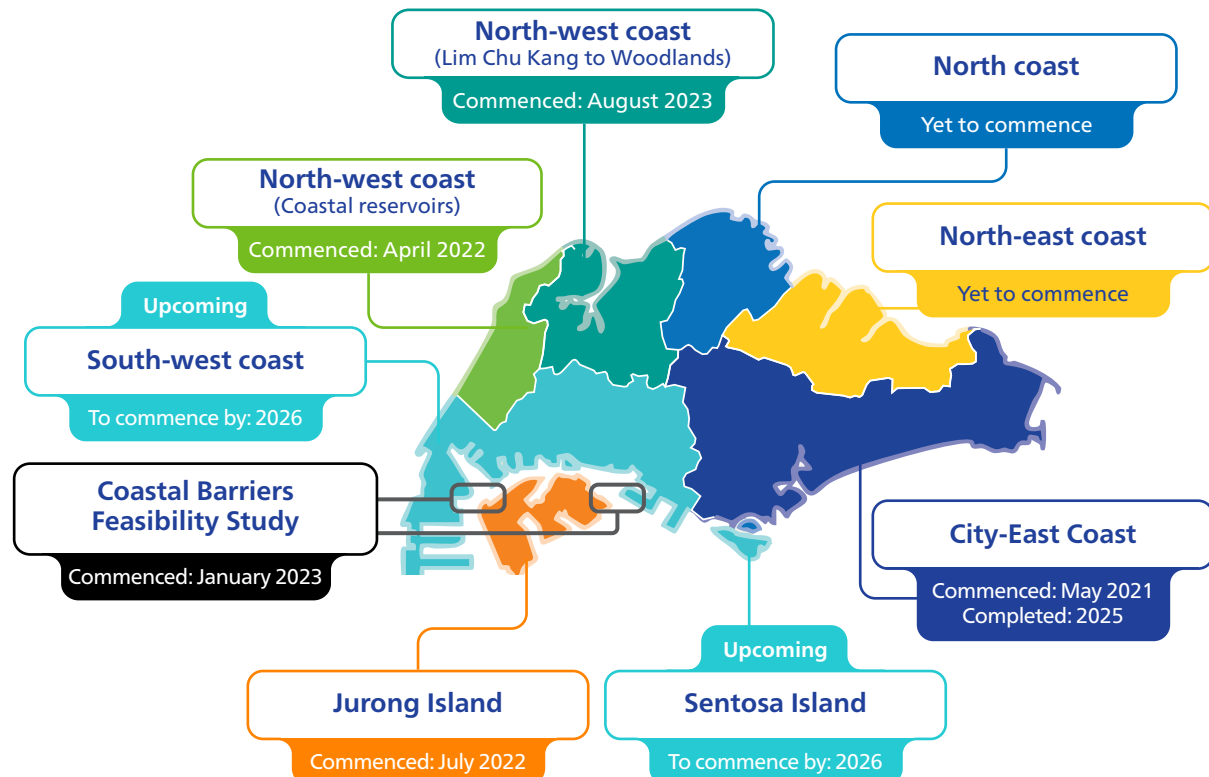 North-west coast
(Lim Chu Kang to Woodlands)
Commenced: August 2023
North coast
Yet to commence
North-west coast
(Coastal reservoirs)
Commenced: April 2022
North-east coast
Yet to commence
Upcoming
South-west coast
To commence by: 2026
Coastal Barriers
Feasibility Study
Commenced: January 2023
City-East Coast
Commenced: May 2021
Completed: 2025
Jurong Island
Commenced: July 2022
Upcoming
Sentosa Island
To commence by: 2026